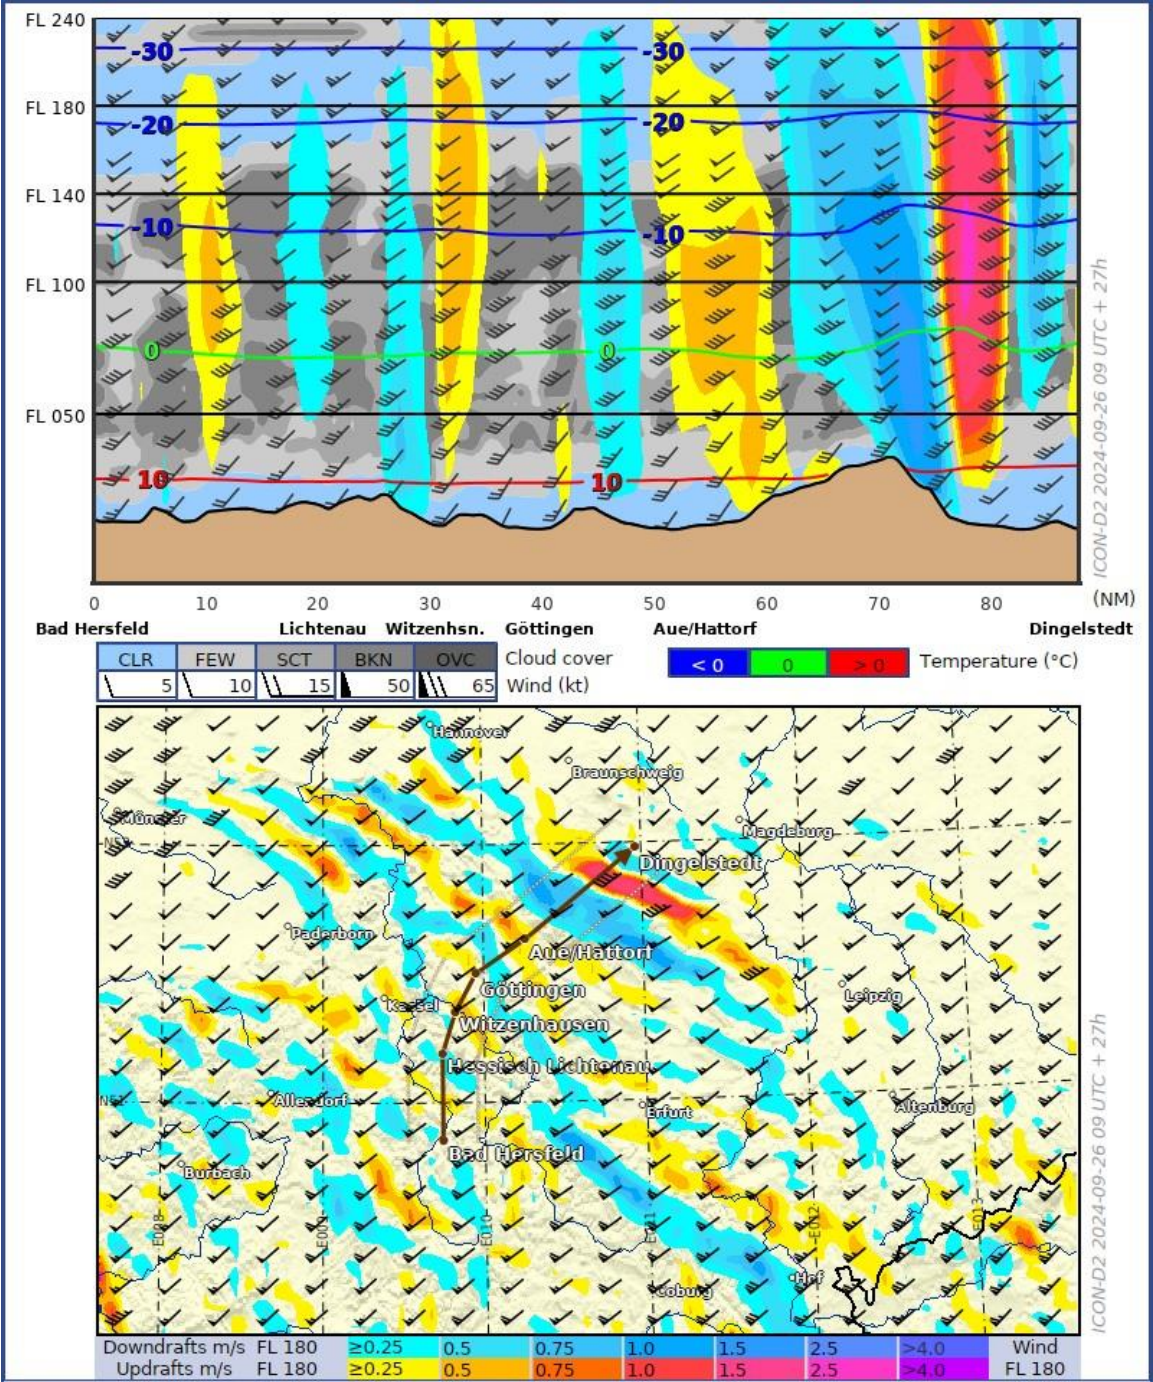 FL 240
-30 -30
FL 180
-20 -20
FL 140
-10 -10
FL 100
0 0
FL 050
10 10
ICON-D2 2024-09-26 09 UTC + 27h
0 10 20 30 40 50 60 70 80 (NM)
Bad Hersfeld Lichtenau Witzenhsn. Göttingen Aue/Hattorf Dingelstedt
CLR FEW SCT BKN OVC Cloud cover < 0 0 > 0 Temperature (°C)
5 10 15 50 65 Wind (kt)
Hannover
Braunschweig
Münster
Magdeburg
Dingelstedt
Paderborn
Aue/Hattorf
Göttingen
Leipzig
Kassel
Witzenhausen
Hessisch Lichtenau
N51
Allendorf
Erfurt
Altenburg
Bad Hersfeld
Burbach
E008 E009 E010 E011 E012 E013
Hof
Coburg
ICON-D2 2024-09-26 09 UTC + 27h
Downdrafts m/s FL 180 ≥0.25 0.5 0.75 1.0 1.5 2.5 >4.0 Wind
Updrafts m/s FL 180 ≥0.25 0.5 0.75 1.0 1.5 2.5 >4.0 FL 180